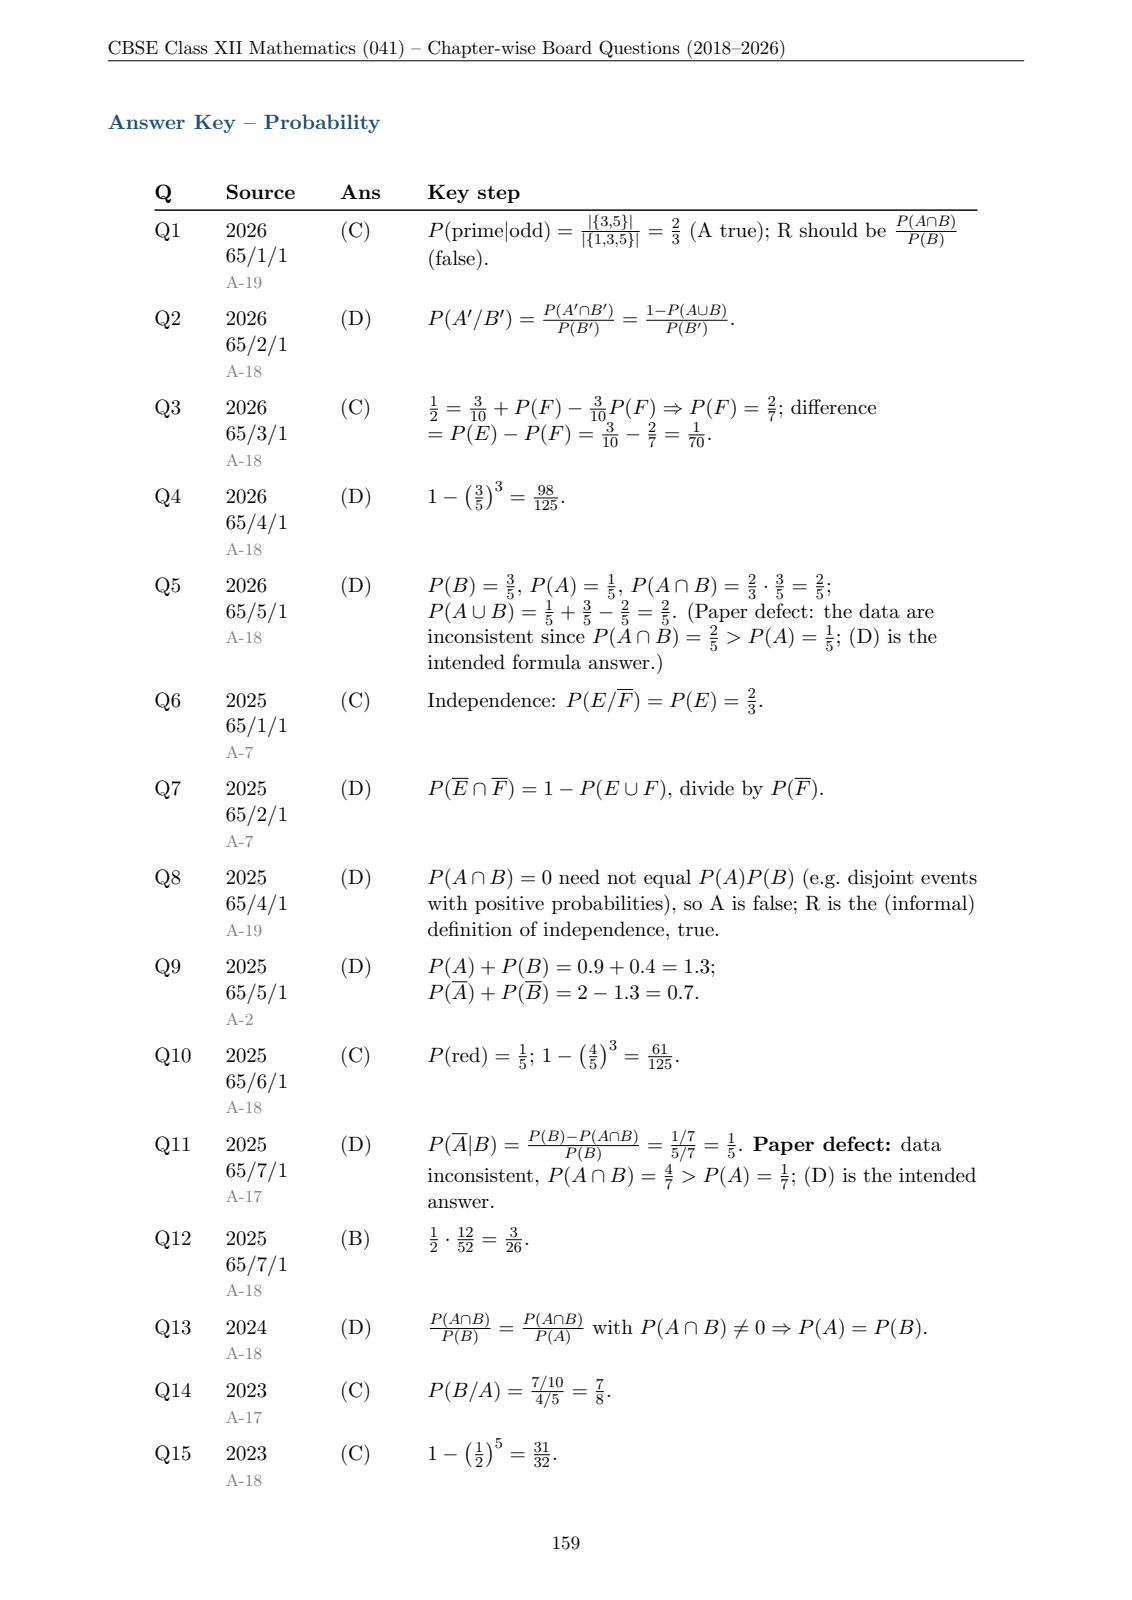 CBSE Class XII Mathematics (041) – Chapter-wise Board Questions (2018–2026)
Answer Key – Probability
Q Source Ans Key step
Q1 2026 (C) P(prime|odd) = |{3,5}|/|{1,3,5}| = 2/3 (A true); R should be P(A∩B)/P(B)
65/1/1 (false).
A-19
Q2 2026 (D) P(A′/B′) = P(A′∩B′)/P(B′) = 1−P(A∪B)/P(B′).
65/2/1
A-18
Q3 2026 (C) 1/2 = 3/10 + P(F) − 3/10 P(F) ⇒ P(F) = 2/7; difference
65/3/1 = P(E) − P(F) = 3/10 − 2/7 = 1/70.
A-18
Q4 2026 (D) 1 − (3/5)³ = 98/125.
65/4/1
A-18
Q5 2026 (D) P(B) = 3/5, P(A) = 1/5, P(A ∩ B) = 2/3 · 3/5 = 2/5;
65/5/1 P(A ∪ B) = 1/5 + 3/5 − 2/5 = 2/5. (Paper defect: the data are
A-18 inconsistent since P(A ∩ B) = 2/5 > P(A) = 1/5; (D) is the
intended formula answer.)
Q6 2025 (C) Independence: P(E/F̅) = P(E) = 2/3.
65/1/1
A-7
Q7 2025 (D) P(E̅ ∩ F̅) = 1 − P(E ∪ F), divide by P(F̅).
65/2/1
A-7
Q8 2025 (D) P(A ∩ B) = 0 need not equal P(A)P(B) (e.g. disjoint events
65/4/1 with positive probabilities), so A is false; R is the (informal)
A-19 definition of independence, true.
Q9 2025 (D) P(A) + P(B) = 0.9 + 0.4 = 1.3;
65/5/1 P(A̅) + P(B̅) = 2 − 1.3 = 0.7.
A-2
Q10 2025 (C) P(red) = 1/5; 1 − (4/5)³ = 61/125.
65/6/1
A-18
Q11 2025 (D) P(A̅|B) = P(B)−P(A∩B)/P(B) = 1/7/5/7 = 1/5. Paper defect: data
65/7/1 inconsistent, P(A ∩ B) = 4/7 > P(A) = 1/7; (D) is the intended
A-17 answer.
Q12 2025 (B) 1/2 · 12/52 = 3/26.
65/7/1
A-18
Q13 2024 (D) P(A∩B)/P(B) = P(A∩B)/P(A) with P(A ∩ B) ≠ 0 ⇒ P(A) = P(B).
A-18
Q14 2023 (C) P(B/A) = 7/10/4/5 = 7/8.
A-17
Q15 2023 (C) 1 − (1/2)⁵ = 31/32.
A-18
159